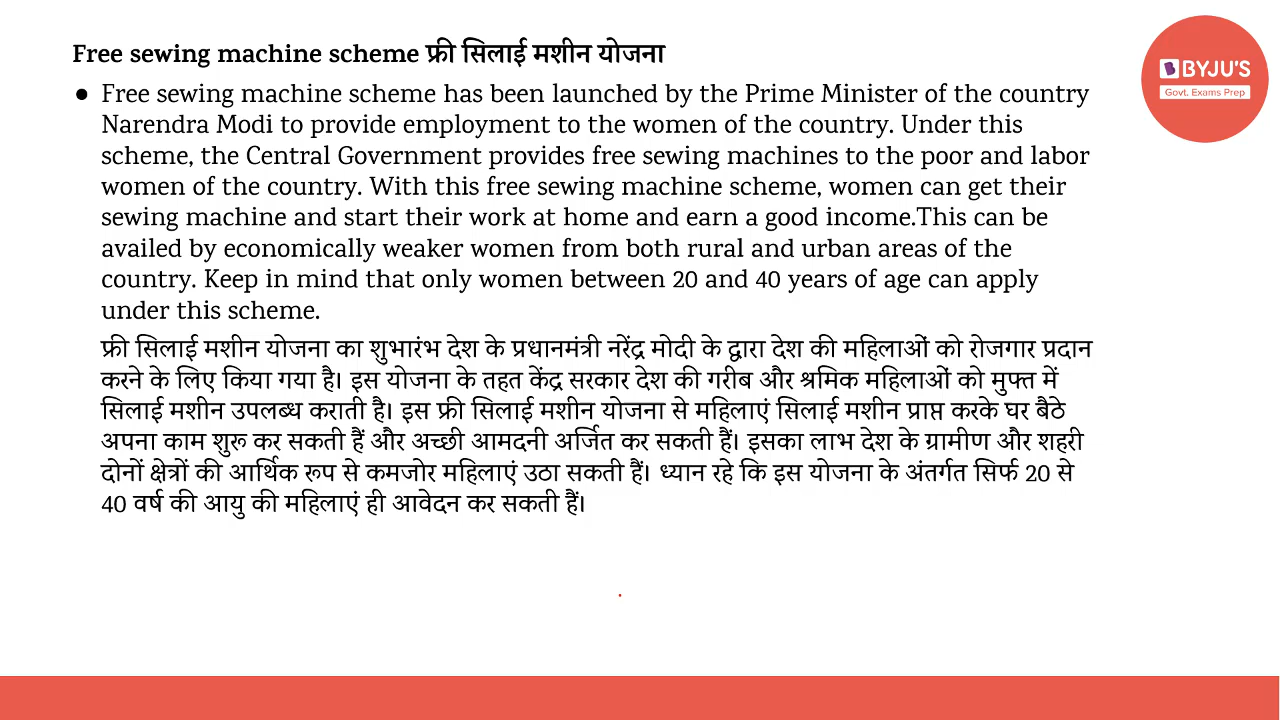 Free sewing machine scheme फ्री सिलाई मशीन योजना
BYJU'S
Govt. Exams Prep
● Free sewing machine scheme has been launched by the Prime Minister of the country
Narendra Modi to provide employment to the women of the country. Under this
scheme, the Central Government provides free sewing machines to the poor and labor
women of the country. With this free sewing machine scheme, women can get their
sewing machine and start their work at home and earn a good income.This can be
availed by economically weaker women from both rural and urban areas of the
country. Keep in mind that only women between 20 and 40 years of age can apply
under this scheme.
फ्री सिलाई मशीन योजना का शुभारंभ देश के प्रधानमंत्री नरेंद्र मोदी के द्वारा देश की महिलाओं को रोजगार प्रदान
करने के लिए किया गया है। इस योजना के तहत केंद्र सरकार देश की गरीब और श्रमिक महिलाओं को मुफ्त में
सिलाई मशीन उपलब्ध कराती है। इस फ्री सिलाई मशीन योजना से महिलाएं सिलाई मशीन प्राप्त करके घर बैठे
अपना काम शुरू कर सकती हैं और अच्छी आमदनी अर्जित कर सकती हैं। इसका लाभ देश के ग्रामीण और शहरी
दोनों क्षेत्रों की आर्थिक रूप से कमजोर महिलाएं उठा सकती हैं। ध्यान रहे कि इस योजना के अंतर्गत सिर्फ 20 से
40 वर्ष की आयु की महिलाएं ही आवेदन कर सकती हैं।